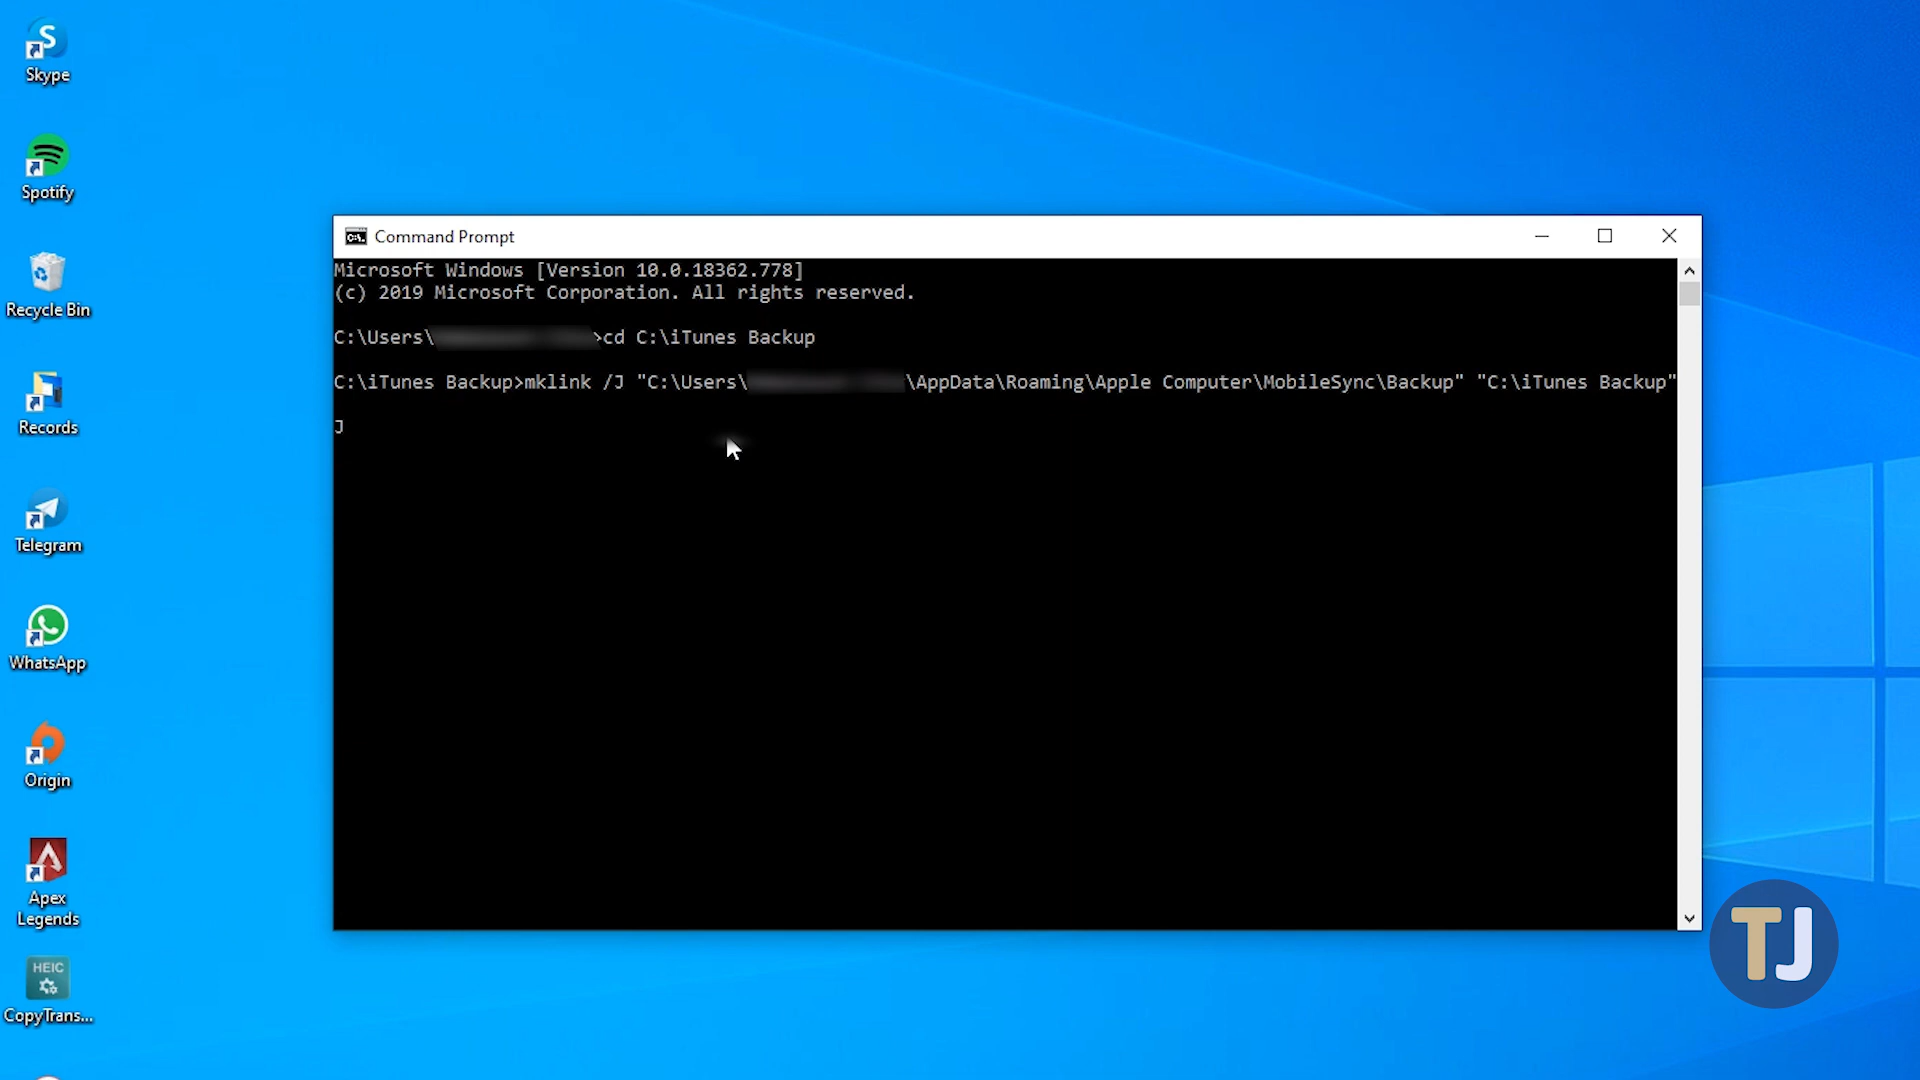 Skype
Spotify
Recycle Bin
Records
Telegram
WhatsApp
Origin
Apex
Legends
HEIC
CopyTrans...
Command Prompt
Microsoft Windows [Version 10.0.18362.778]
(c) 2019 Microsoft Corporation. All rights reserved.
C:\Users\ >cd C:\iTunes Backup
C:\iTunes Backup>mklink /J "C:\Users\ \AppData\Roaming\Apple Computer\MobileSync\Backup" "C:\iTunes Backup"
J
TJ